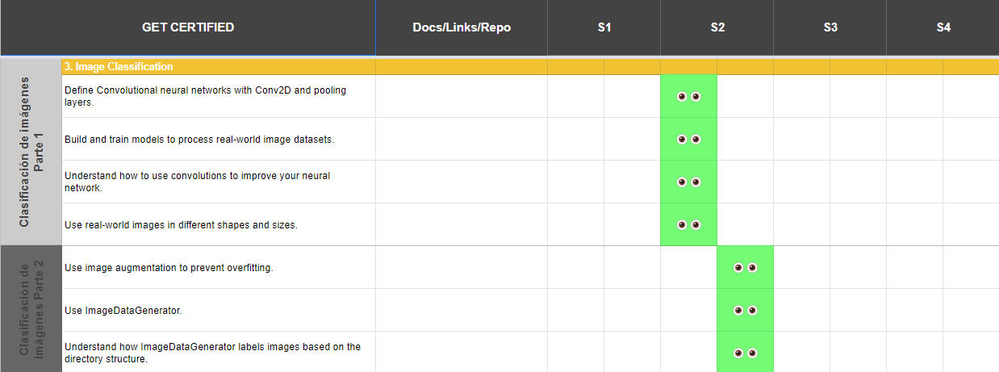 GET CERTIFIED
Docs/Links/Repo
S1
S2
S3
S4
Clasificación de imágenes
Parte 1
3. Image Classification
Define Convolutional neural networks with Conv2D and pooling
layers.
Build and train models to process real-world image datasets.
Understand how to use convolutions to improve your neural
network.
Use real-world images in different shapes and sizes.
Clasificación de
imágenes Parte 2
Use image augmentation to prevent overfitting.
Use ImageDataGenerator.
Understand how ImageDataGenerator labels images based on the
directory structure.